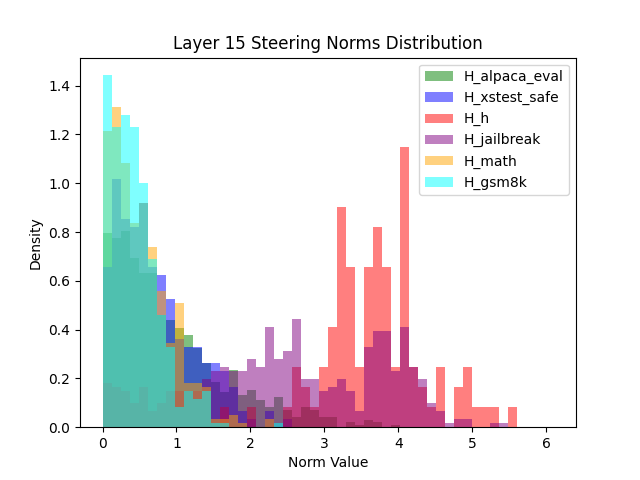 Layer 15 Steering Norms Distribution
H_alpaca_eval
H_xstest_safe
H_h
H_jailbreak
H_math
H_gsm8k
Density
1.4
1.2
1.0
0.8
0.6
0.4
0.2
0.0
0 1 2 3 4 5 6
Norm Value